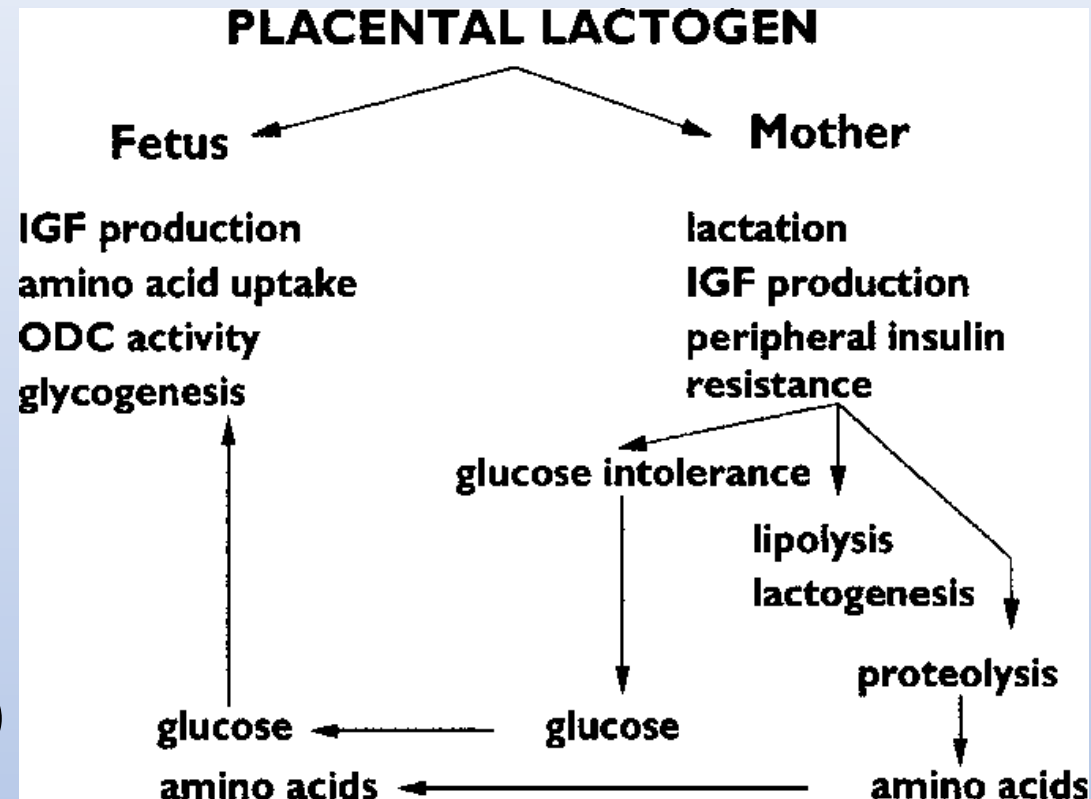 PLACENTAL LACTOGEN
Fetus
Mother
IGF production
amino acid uptake
ODC activity
glycogenesis
lactation
IGF production
peripheral insulin
resistance
glucose intolerance
lipolysis
lactogenesis
proteolysis
glucose
glucose
amino acids
amino acids
)